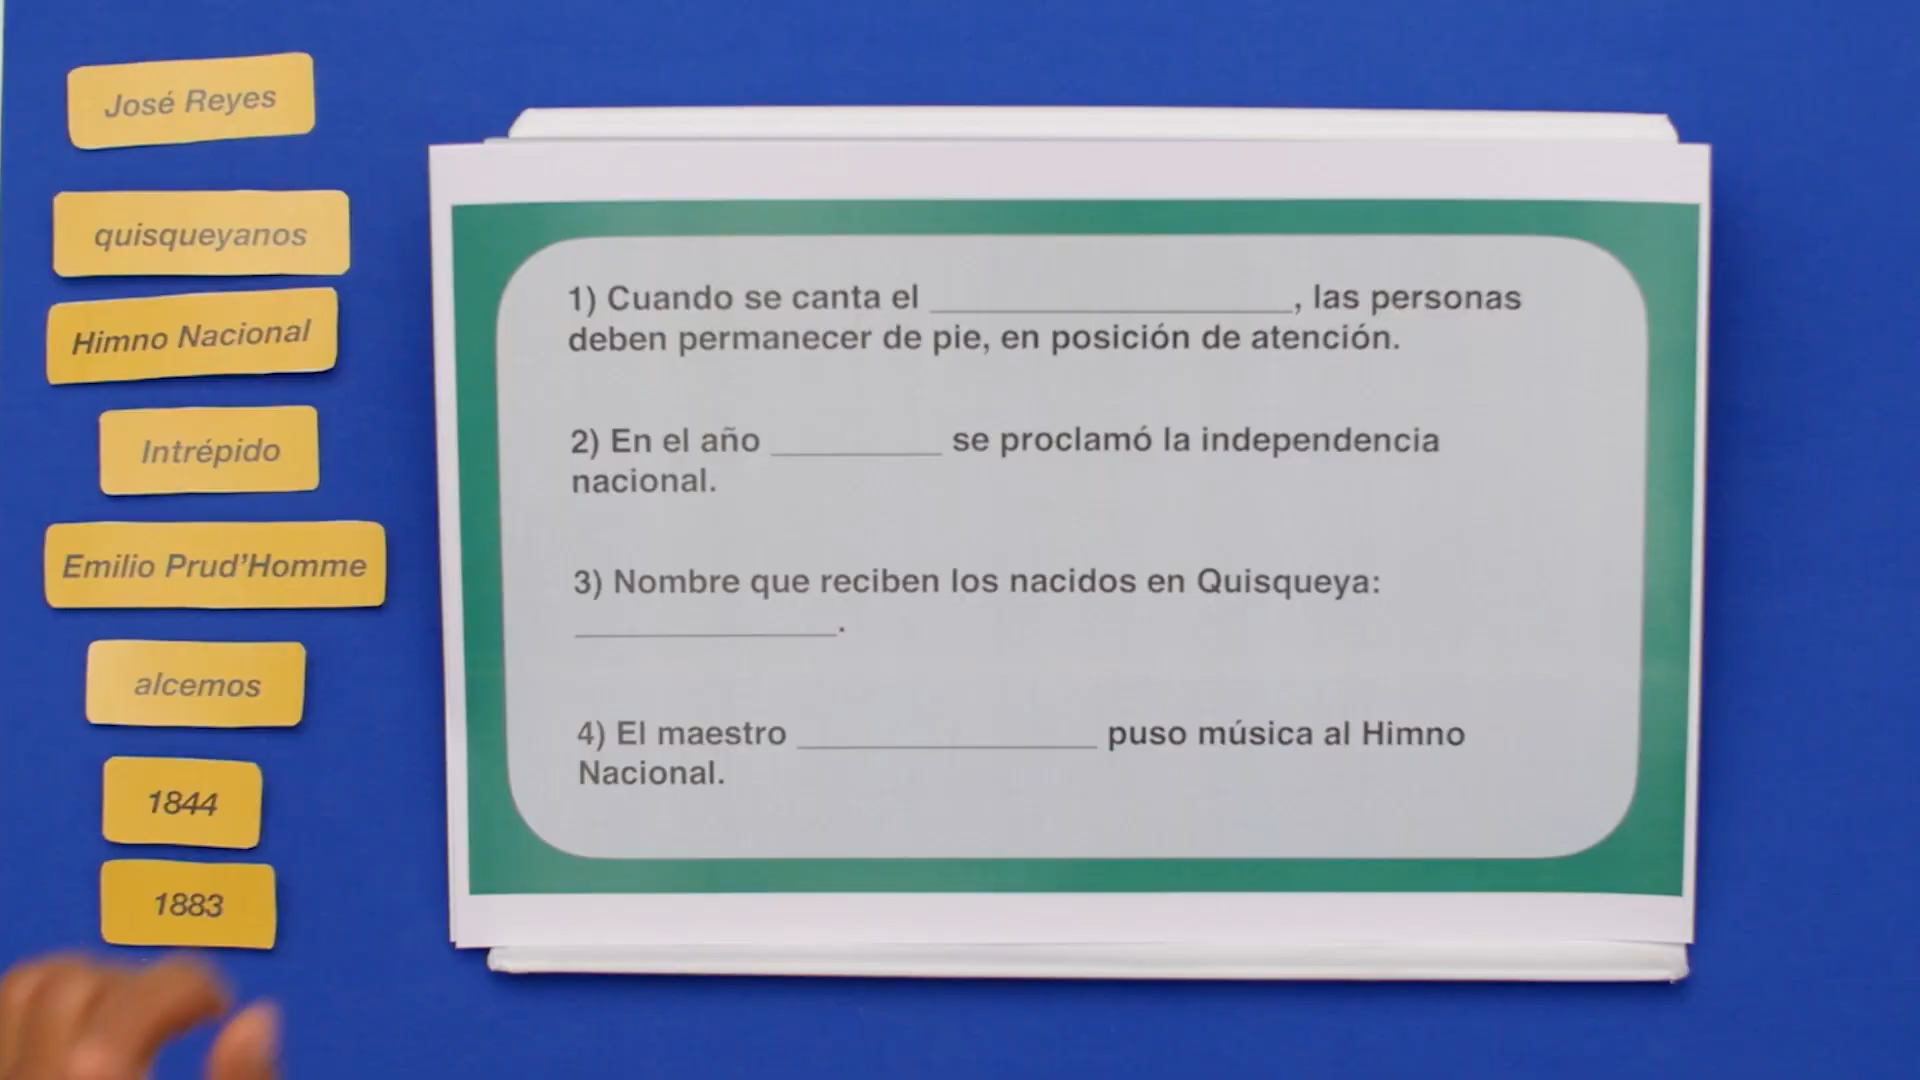 José Reyes
quisqueyanos
Himno Nacional
Intrépido
Emilio Prud’Homme
alcemos
1844
1883
1) Cuando se canta el ____________________, las personas
deben permanecer de pie, en posición de atención.
2) En el año _________ se proclamó la independencia
nacional.
3) Nombre que reciben los nacidos en Quisqueya:
______________.
4) El maestro ________________ puso música al Himno
Nacional.